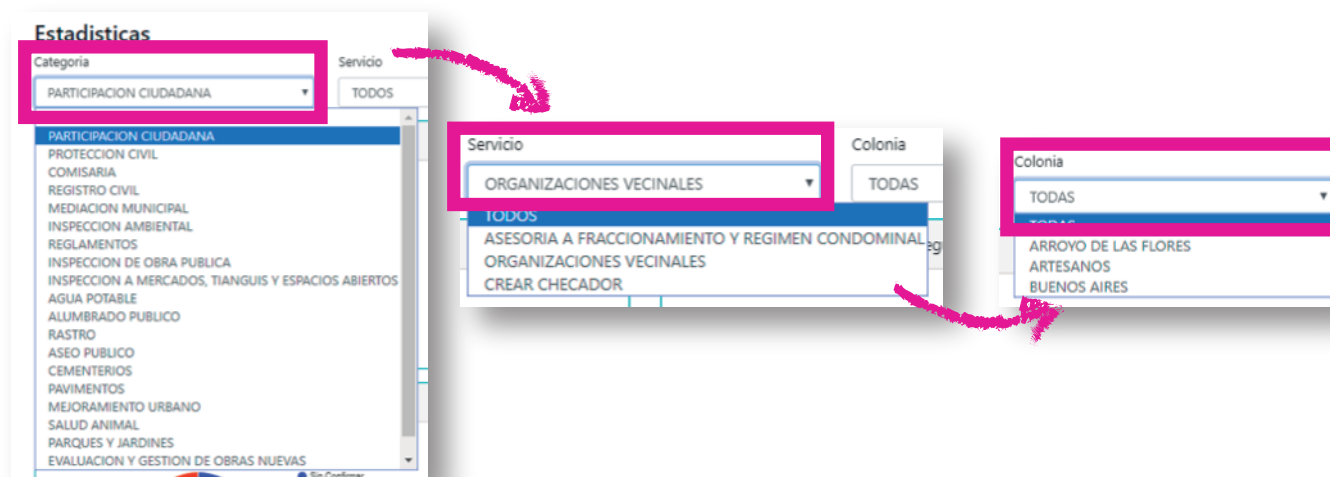 Estadisticas
Categoria
Servicio
PARTICIPACION CIUDADANA
TODOS
PARTICIPACION CIUDADANA
PROTECCION CIVIL
COMISARIA
REGISTRO CIVIL
MEDIACION MUNICIPAL
INSPECCION AMBIENTAL
REGLAMENTOS
INSPECCION DE OBRA PUBLICA
INSPECCION A MERCADOS, TIANGUIS Y ESPACIOS ABIERTOS
AGUA POTABLE
ALUMBRADO PUBLICO
RASTRO
ASEO PUBLICO
CEMENTERIOS
PAVIMENTOS
MEJORAMIENTO URBANO
SALUD ANIMAL
PARQUES Y JARDINES
EVALUACION Y GESTION DE OBRAS NUEVAS
Sin Confirmar
Servicio
Colonia
ORGANIZACIONES VECINALES
TODAS
TODOS
ASESORIA A FRACCIONAMIENTO Y REGIMEN CONDOMINAL
ORGANIZACIONES VECINALES
CREAR CHECADOR
Colonia
TODAS
TODAS
ARROYO DE LAS FLORES
ARTESANOS
BUENOS AIRES